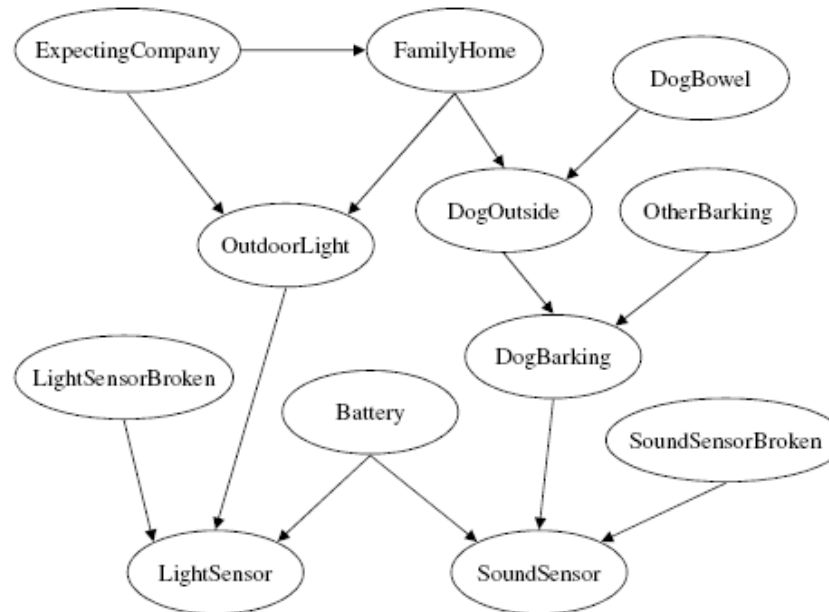 ExpectingCompany
FamilyHome
DogBowel
DogOutside
OtherBarking
OutdoorLight
DogBarking
LightSensorBroken
Battery
SoundSensorBroken
LightSensor
SoundSensor